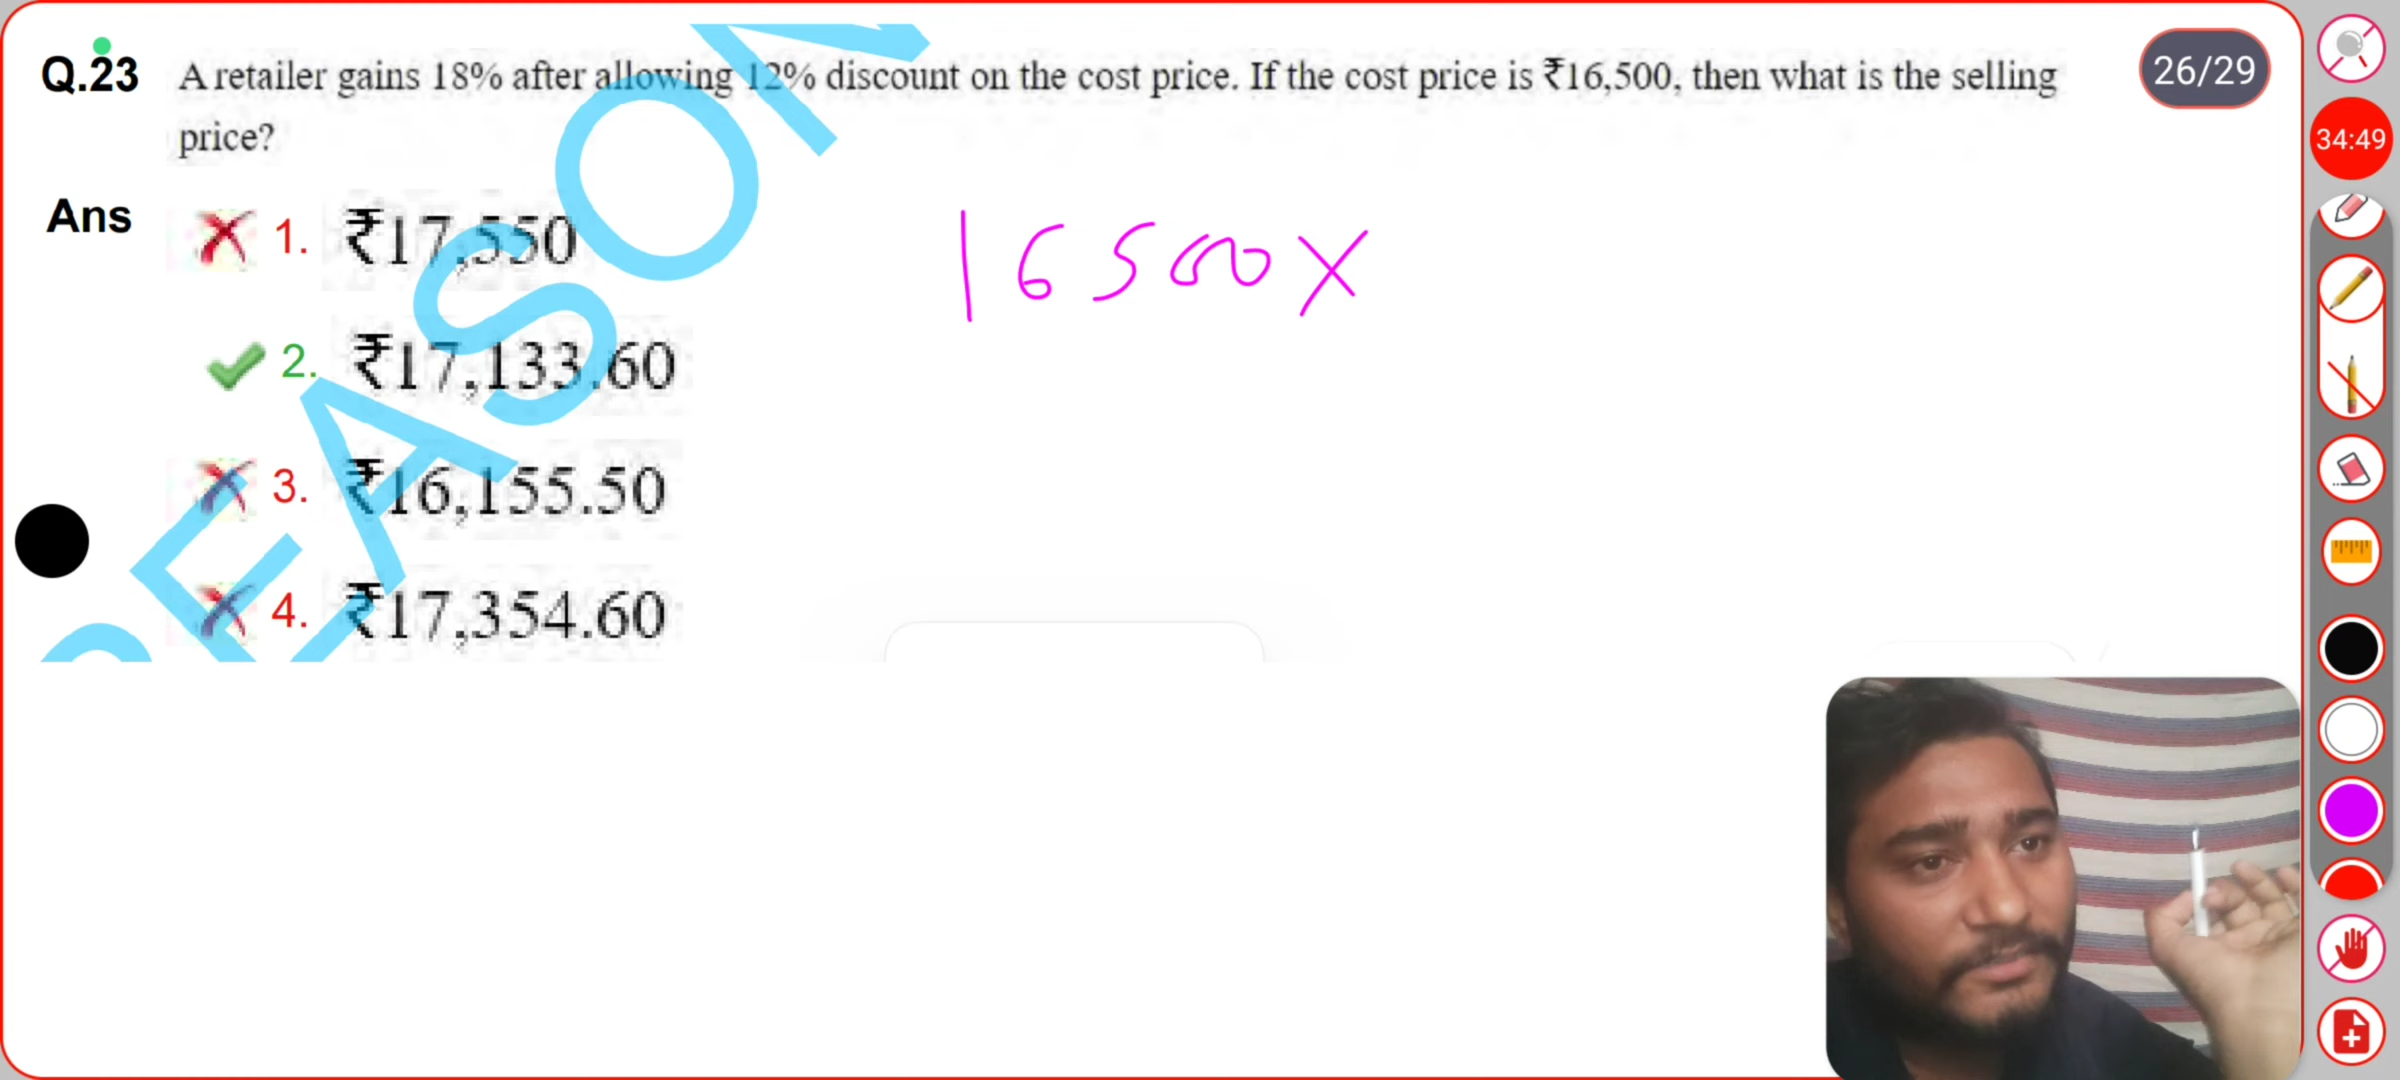 Q.23 A retailer gains 18% after allowing 12% discount on the cost price. If the cost price is ₹16,500, then what is the selling
price?
26/29
34:49
Ans
1. ₹17,550
2. ₹17,133.60
3. ₹16,155.50
4. ₹17,354.60
16500 X
REASON